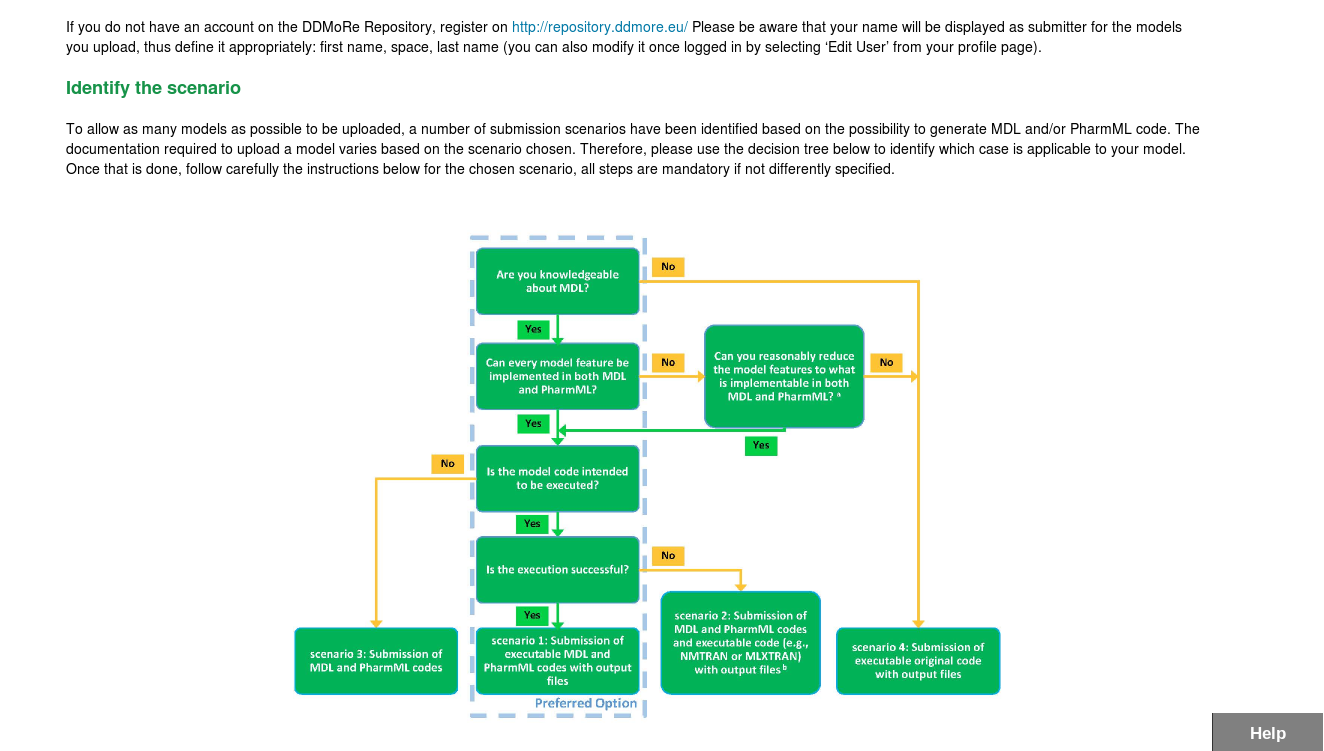 If you do not have an account on the DDMoRe Repository, register on http://repository.ddmore.eu/ Please be aware that your name will be displayed as submitter for the models
you upload, thus define it appropriately: first name, space, last name (you can also modify it once logged in by selecting ‘Edit User’ from your profile page).
Identify the scenario
To allow as many models as possible to be uploaded, a number of submission scenarios have been identified based on the possibility to generate MDL and/or PharmML code. The
documentation required to upload a model varies based on the scenario chosen. Therefore, please use the decision tree below to identify which case is applicable to your model.
Once that is done, follow carefully the instructions below for the chosen scenario, all steps are mandatory if not differently specified.
Are you knowledgeable
about MDL?
No
Yes
Can every model feature be
implemented in both MDL
and PharmML?
No
Can you reasonably reduce
the model features to what
is implementable in both
MDL and PharmML? a
No
Yes
Yes
Is the model code intended
to be executed?
No
Yes
Is the execution successful?
No
Yes
scenario 3: Submission of
MDL and PharmML codes
scenario 1: Submission of
executable MDL and
PharmML codes with output
files
scenario 2: Submission of
MDL and PharmML codes
and executable code (e.g.,
NMTRAN or MLXTRAN)
with output files b
scenario 4: Submission of
executable original code
with output files
Preferred Option
Help